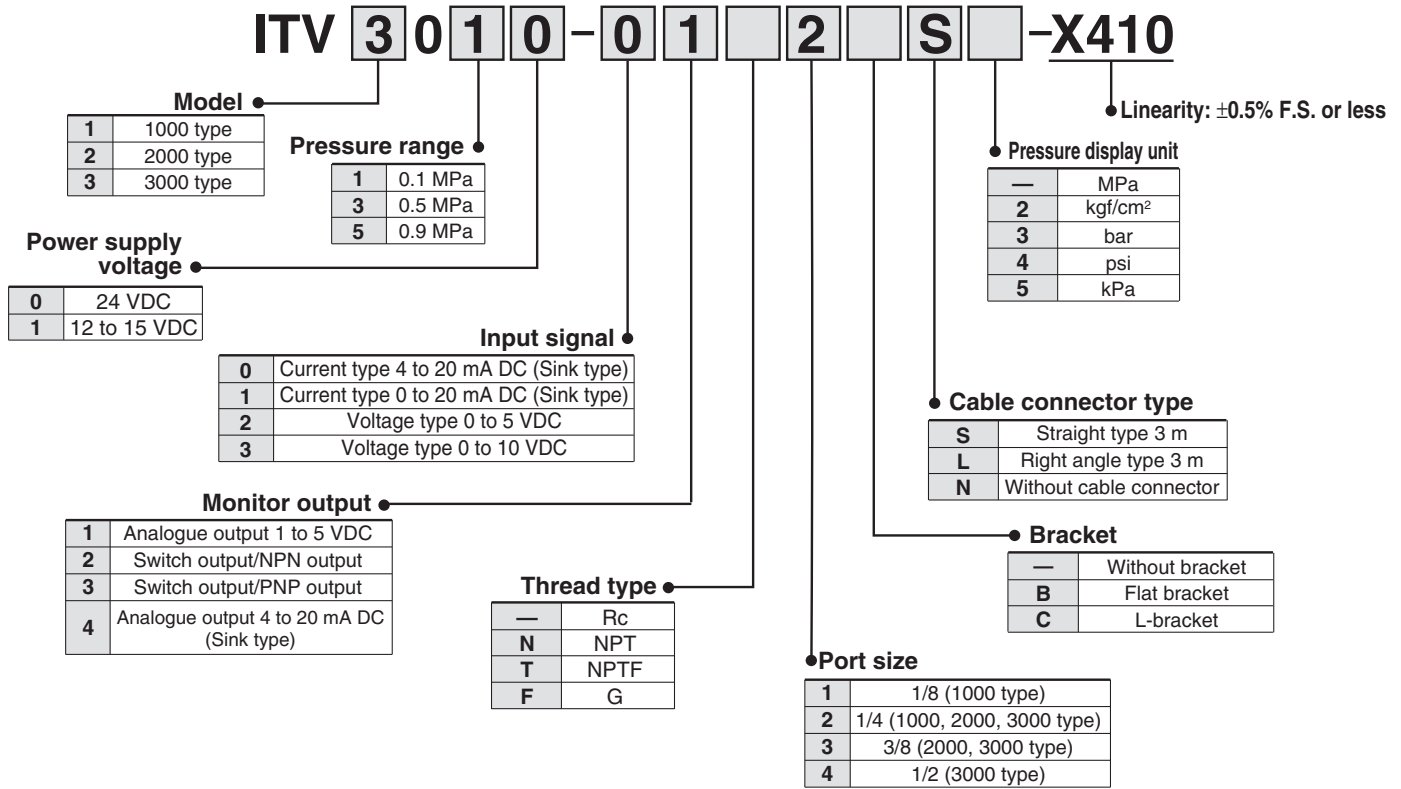 ITV 3 0 1 0 - 0 1 2 S -X410
Model
1 1000 type
2 2000 type
3 3000 type
Pressure range
1 0.1 MPa
3 0.5 MPa
5 0.9 MPa
Power supply
voltage
0 24 VDC
1 12 to 15 VDC
Input signal
0 Current type 4 to 20 mA DC (Sink type)
1 Current type 0 to 20 mA DC (Sink type)
2 Voltage type 0 to 5 VDC
3 Voltage type 0 to 10 VDC
Monitor output
1 Analogue output 1 to 5 VDC
2 Switch output/NPN output
3 Switch output/PNP output
4 Analogue output 4 to 20 mA DC
(Sink type)
Thread type
— Rc
N NPT
T NPTF
F G
Port size
1 1/8 (1000 type)
2 1/4 (1000, 2000, 3000 type)
3 3/8 (2000, 3000 type)
4 1/2 (3000 type)
Bracket
— Without bracket
B Flat bracket
C L-bracket
Cable connector type
S Straight type 3 m
L Right angle type 3 m
N Without cable connector
Pressure display unit
— MPa
2 kgf/cm²
3 bar
4 psi
5 kPa
Linearity: ±0.5% F.S. or less